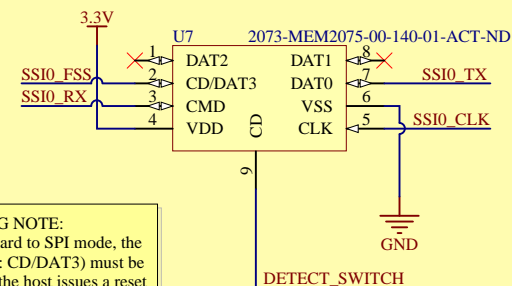 3.3V
U7 2073-MEM2075-00-140-01-ACT-ND
1 DAT2 DAT1 8
SSI0_FSS 2 CD/DAT3 DAT0 7 SSI0_TX
SSI0_RX 3 CMD VSS 6
4 VDD CD CLK 5 SSI0_CLK
9
GND
G NOTE:
ard to SPI mode, the
: CD/DAT3) must be
the host issues a reset
DETECT_SWITCH